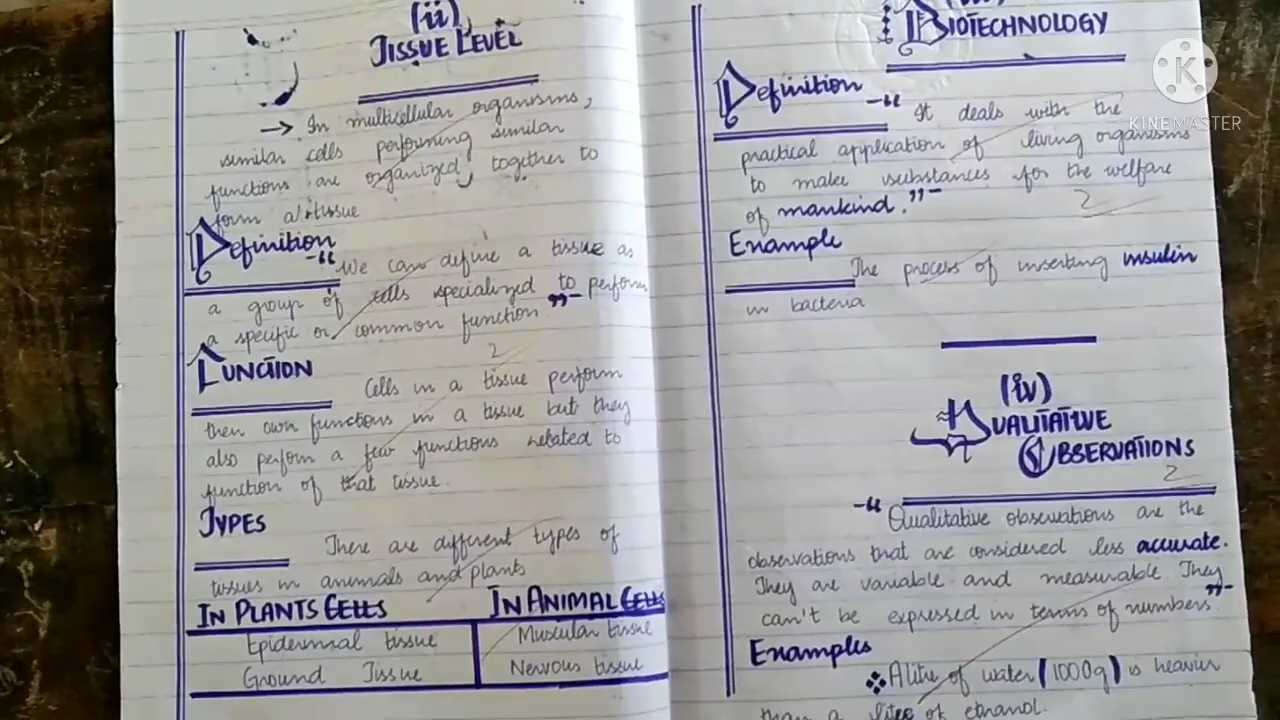 (ii)
TISSUE LEVEL
→ In multicellular organisms,
similar cells performing similar
functions are organized together to
form a tissue
Definition
-“ We can define a tissue as
a group of cells specialized to perform
a specific or common function ”-
2
FUNCTION
Cells in a tissue perform
their own functions in a tissue but they
also perform a few functions related to
function of that tissue.
TYPES
There are different types of
tissues in animals and plants
IN PLANTS CELLS IN ANIMAL CELLS
Epidermal tissue Muscular tissue
Ground Tissue Nervous tissue
BIOTECHNOLOGY
Definition
-“ It deals with the
practical application of living organisms
to make substances for the welfare
of mankind.”-
2
Example
The process of inserting insulin
in bacteria
(iv)
QUALITATIVE
OBSERVATIONS
2
-“ Qualitative observations are the
observations that are considered less accurate.
They are variable and measurable. They
can't be expressed in terms of numbers.”-
Examples
❖ A litre of water (1000g) is heavier
than a litre of ethanol.
K
KINEMASTER